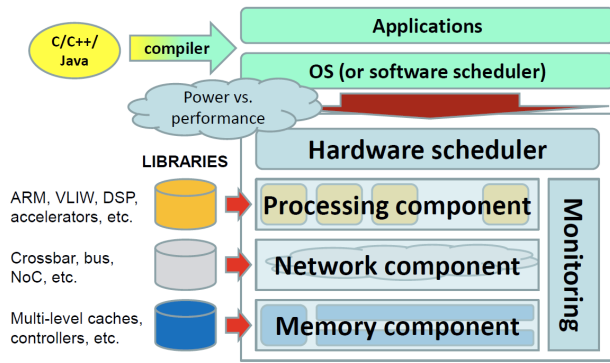 C/C++/
Java
compiler
Applications
OS (or software scheduler)
Power vs.
performance
Hardware scheduler
LIBRARIES
ARM, VLIW, DSP,
accelerators, etc.
Processing component
Crossbar, bus,
NoC, etc.
Network component
Multi-level caches,
controllers, etc.
Memory component
Monitoring